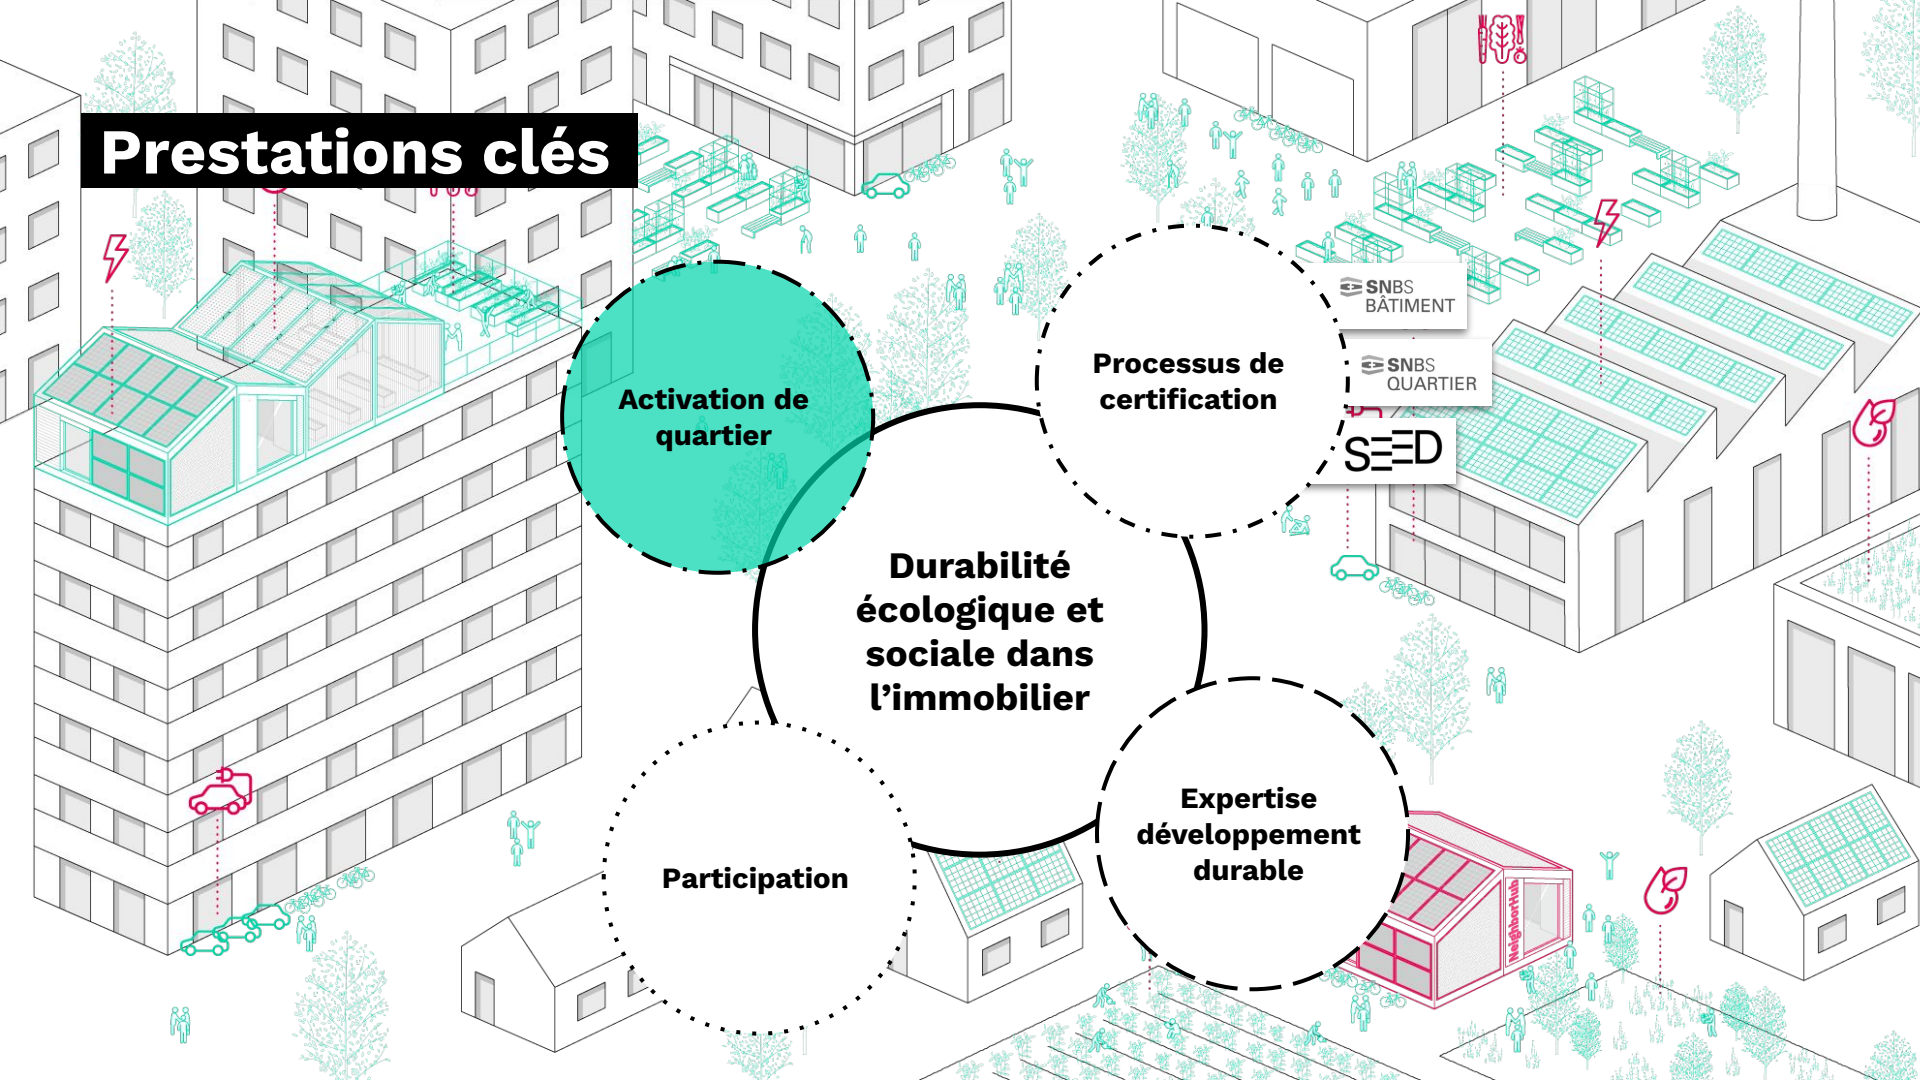 Prestations clés
Activation de
quartier
Processus de
certification
SNBS
BÂTIMENT
SNBS
QUARTIER
SEED
Durabilité
écologique et
sociale dans
l’immobilier
Expertise
développement
durable
Participation
NeighborHub